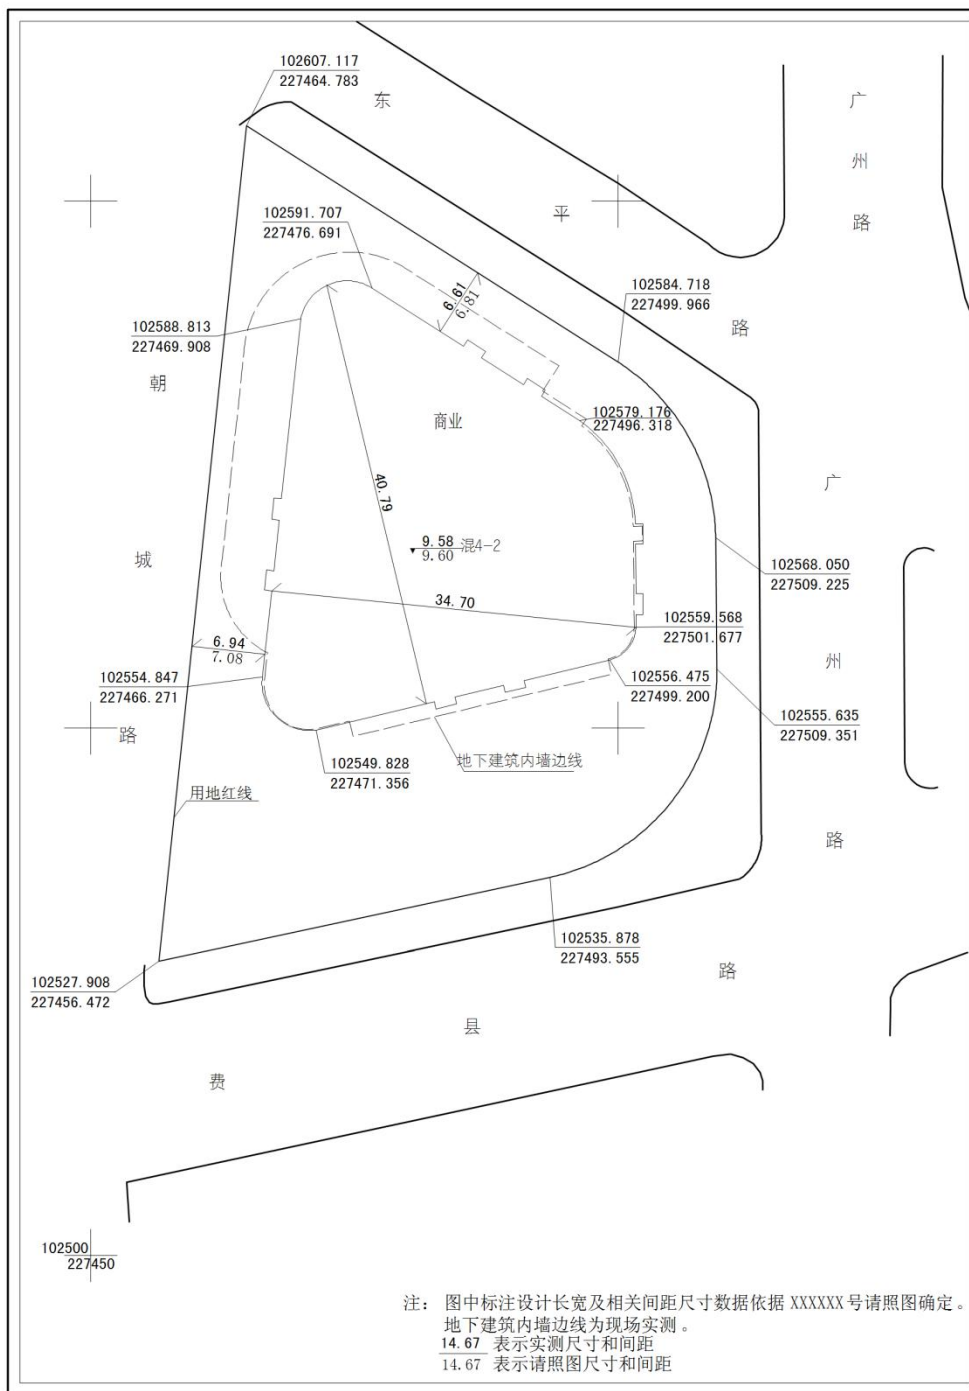 102607.117
227464.783
东
广
州
路
102591.707
227476.691
平
6.61
6.81
102584.718
227499.966
路
102588.813
227469.908
朝
商业
102579.176
227496.318
40.79
广
城
9.58
9.60
混4-2
102568.050
227509.225
34.70
102559.568
227501.677
6.94
7.08
州
102554.847
227466.271
102556.475
227499.200
102555.635
227509.351
路
102549.828
227471.356
地下建筑内墙边线
用地红线
路
102535.878
227493.555
102527.908
227456.472
路
县
费
102500
227450
注： 图中标注设计长宽及相关间距尺寸数据依据 XXXXXX 号请照图确定。
地下建筑内墙边线为现场实测。
14.67 表示实测尺寸和间距
14.67 表示请照图尺寸和间距